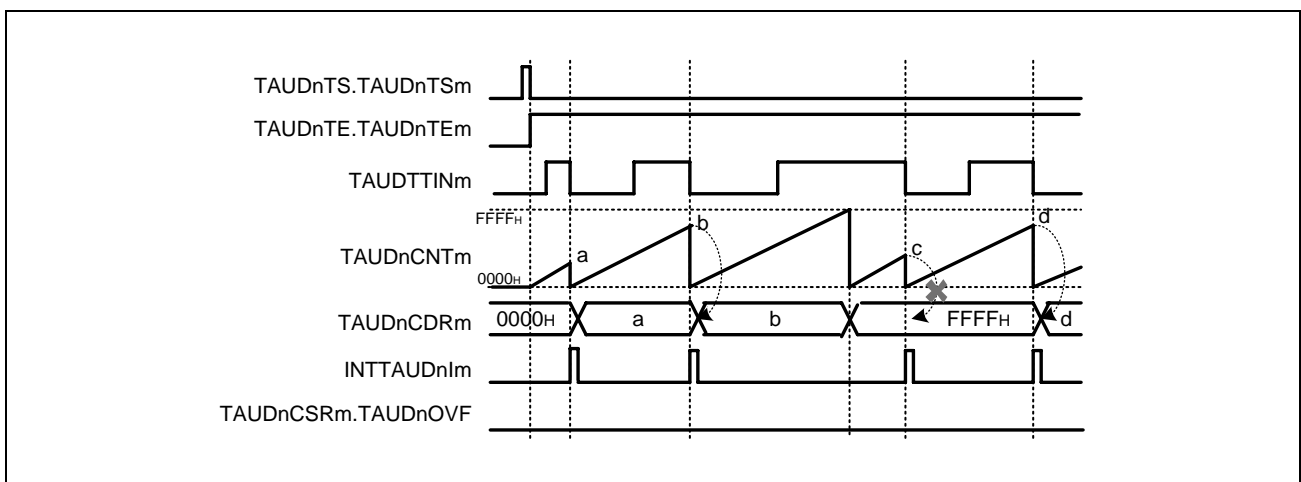 TAUDnTS.TAUDnTSm
TAUDnTE.TAUDnTEm
TAUDTTINm
FFFFH
b
d
TAUDnCNTm
a
c
0000H
TAUDnCDRm
0000H
a
b
FFFFH
d
INTTAUDnIm
TAUDnCSRm.TAUDnOVF